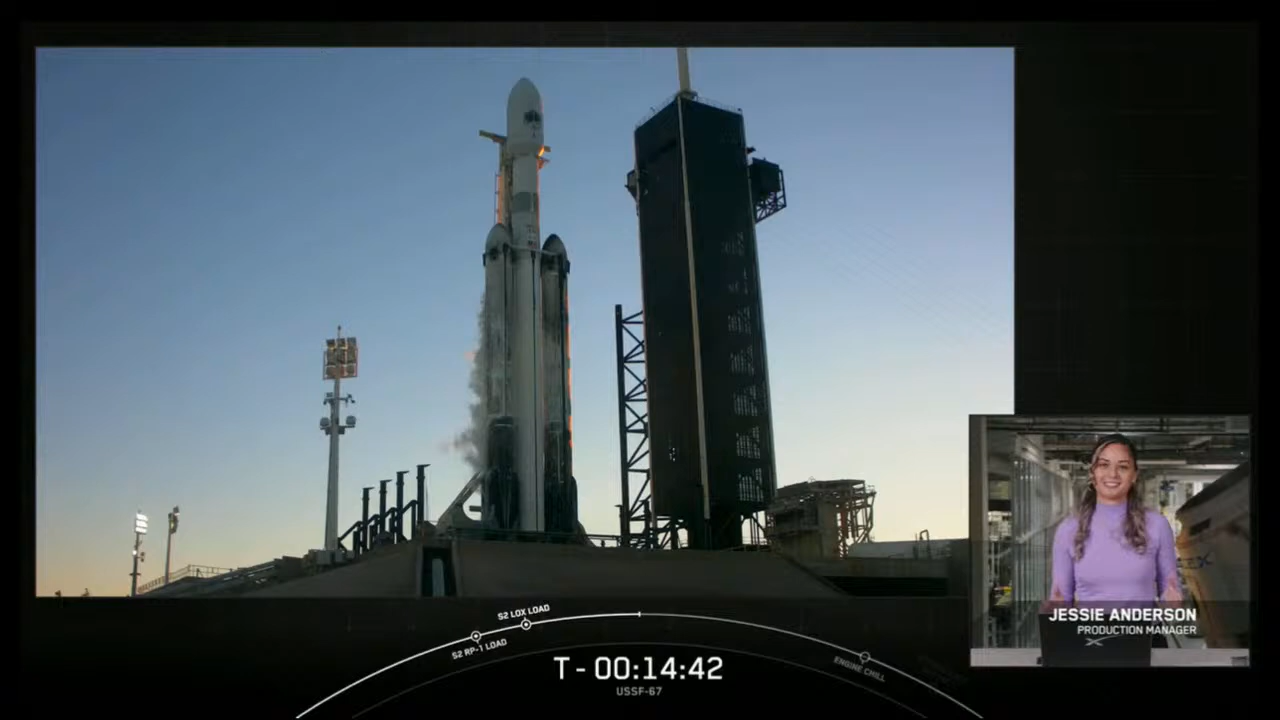 S2 LOX LOAD
S2 RP-1 LOAD
T - 00:14:42
USSF-67
ENGINE CHILL
JESSIE ANDERSON
PRODUCTION MANAGER